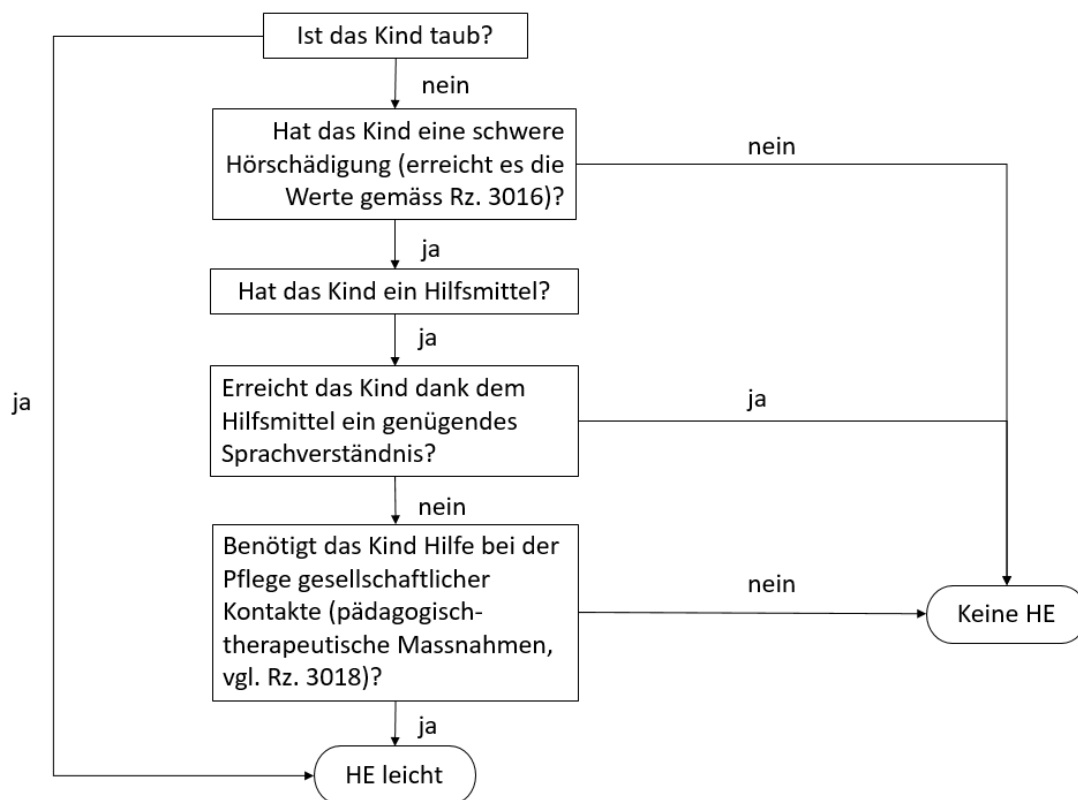 Ist das Kind taub?
nein
Hat das Kind eine schwere
Hörschädigung (erreicht es die
Werte gemäss Rz. 3016)?
nein
ja
Hat das Kind ein Hilfsmittel?
ja
Erreicht das Kind dank dem
Hilfsmittel ein genügendes
Sprachverständnis?
ja
ja
nein
Benötigt das Kind Hilfe bei der
Pflege gesellschaftlicher
Kontakte (pädagogisch-
therapeutische Massnahmen,
vgl. Rz. 3018)?
nein
Keine HE
ja
HE leicht